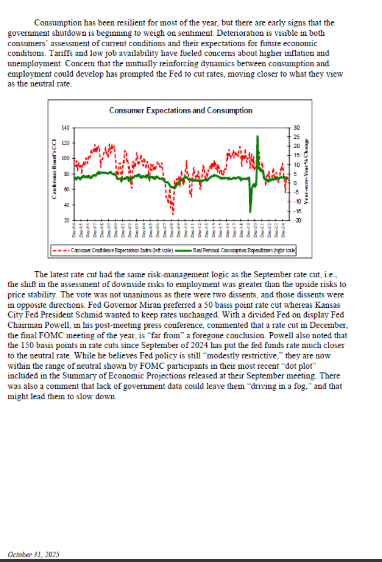 Consumption has been resilient for most of the year, but there are early signs that the
government shutdown is beginning to weigh on sentiment. Deterioration is visible in both
consumers' assessment of current conditions and their expectations for future economic
conditions. Tariffs and low job availability have fueled concerns about higher inflation and
unemployment. Concern that the mutually reinforcing dynamics between consumption and
employment could develop has prompted the Fed to cut rates, moving closer to what they view
as the neutral rate.
Consumer Expectations and Consumption
Conference Board's CCI
140
120
100
80
60
40
20
30
25
20
15
10
5
0
-5
-10
-15
-20
Year-over-Year % Change
Consumer Confidence Expectations Index (left scale)
Real Personal Consumption Expenditures (right scale)
The latest rate cut had the same risk-management logic as the September rate cut, i.e.,
the shift in the assessment of downside risks to employment was greater than the upside risks to
price stability. The vote was not unanimous as there were two dissents, and those dissents were
in opposite directions. Fed Governor Miran preferred a 50 basis point rate cut whereas Kansas
City Fed President Schmid wanted to keep rates unchanged. With a divided Fed on display Fed
Chairman Powell, in his post-meeting press conference, commented that a rate cut in December,
the final FOMC meeting of the year, is "far from" a foregone conclusion. Powell also noted that
the 150 basis points in rate cuts since September of 2024 has put the fed funds rate much closer
to the neutral rate. While he believes Fed policy is still "modestly restrictive," they are now
within the range of neutral shown by FOMC participants in their most recent "dot plot"
included in the Summary of Economic Projections released at their September meeting. There
was also a comment that lack of government data could leave them "driving in a fog," and that
might lead them to slow down.
October 31, 2025